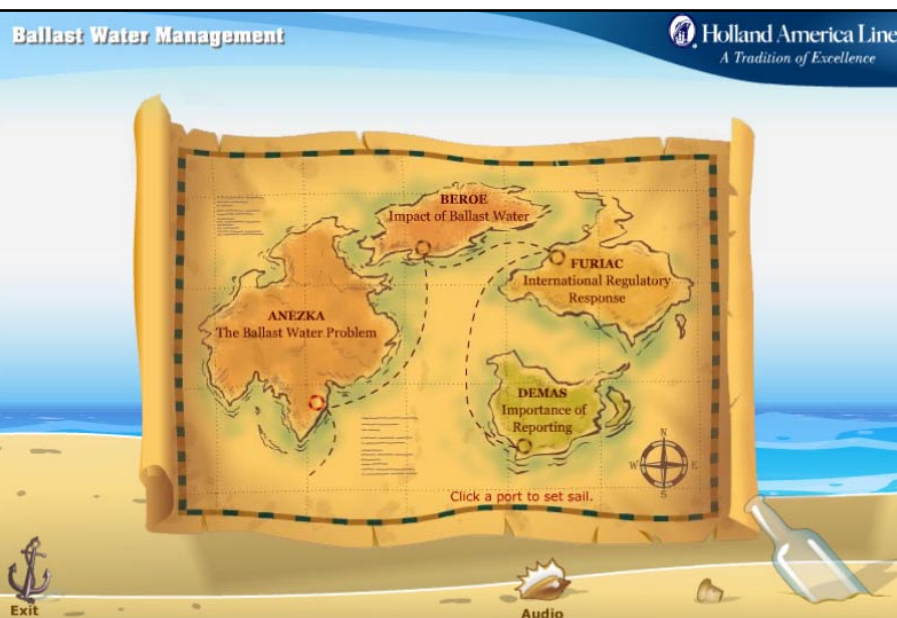 Ballast Water Management
Holland America Line
A Tradition of Excellence
BEROE
Impact of Ballast Water
FURIAC
International Regulatory
Response
ANEZKA
The Ballast Water Problem
DEMAS
Importance of
Reporting
N
W E
S
Click a port to set sail.
Exit
Audio